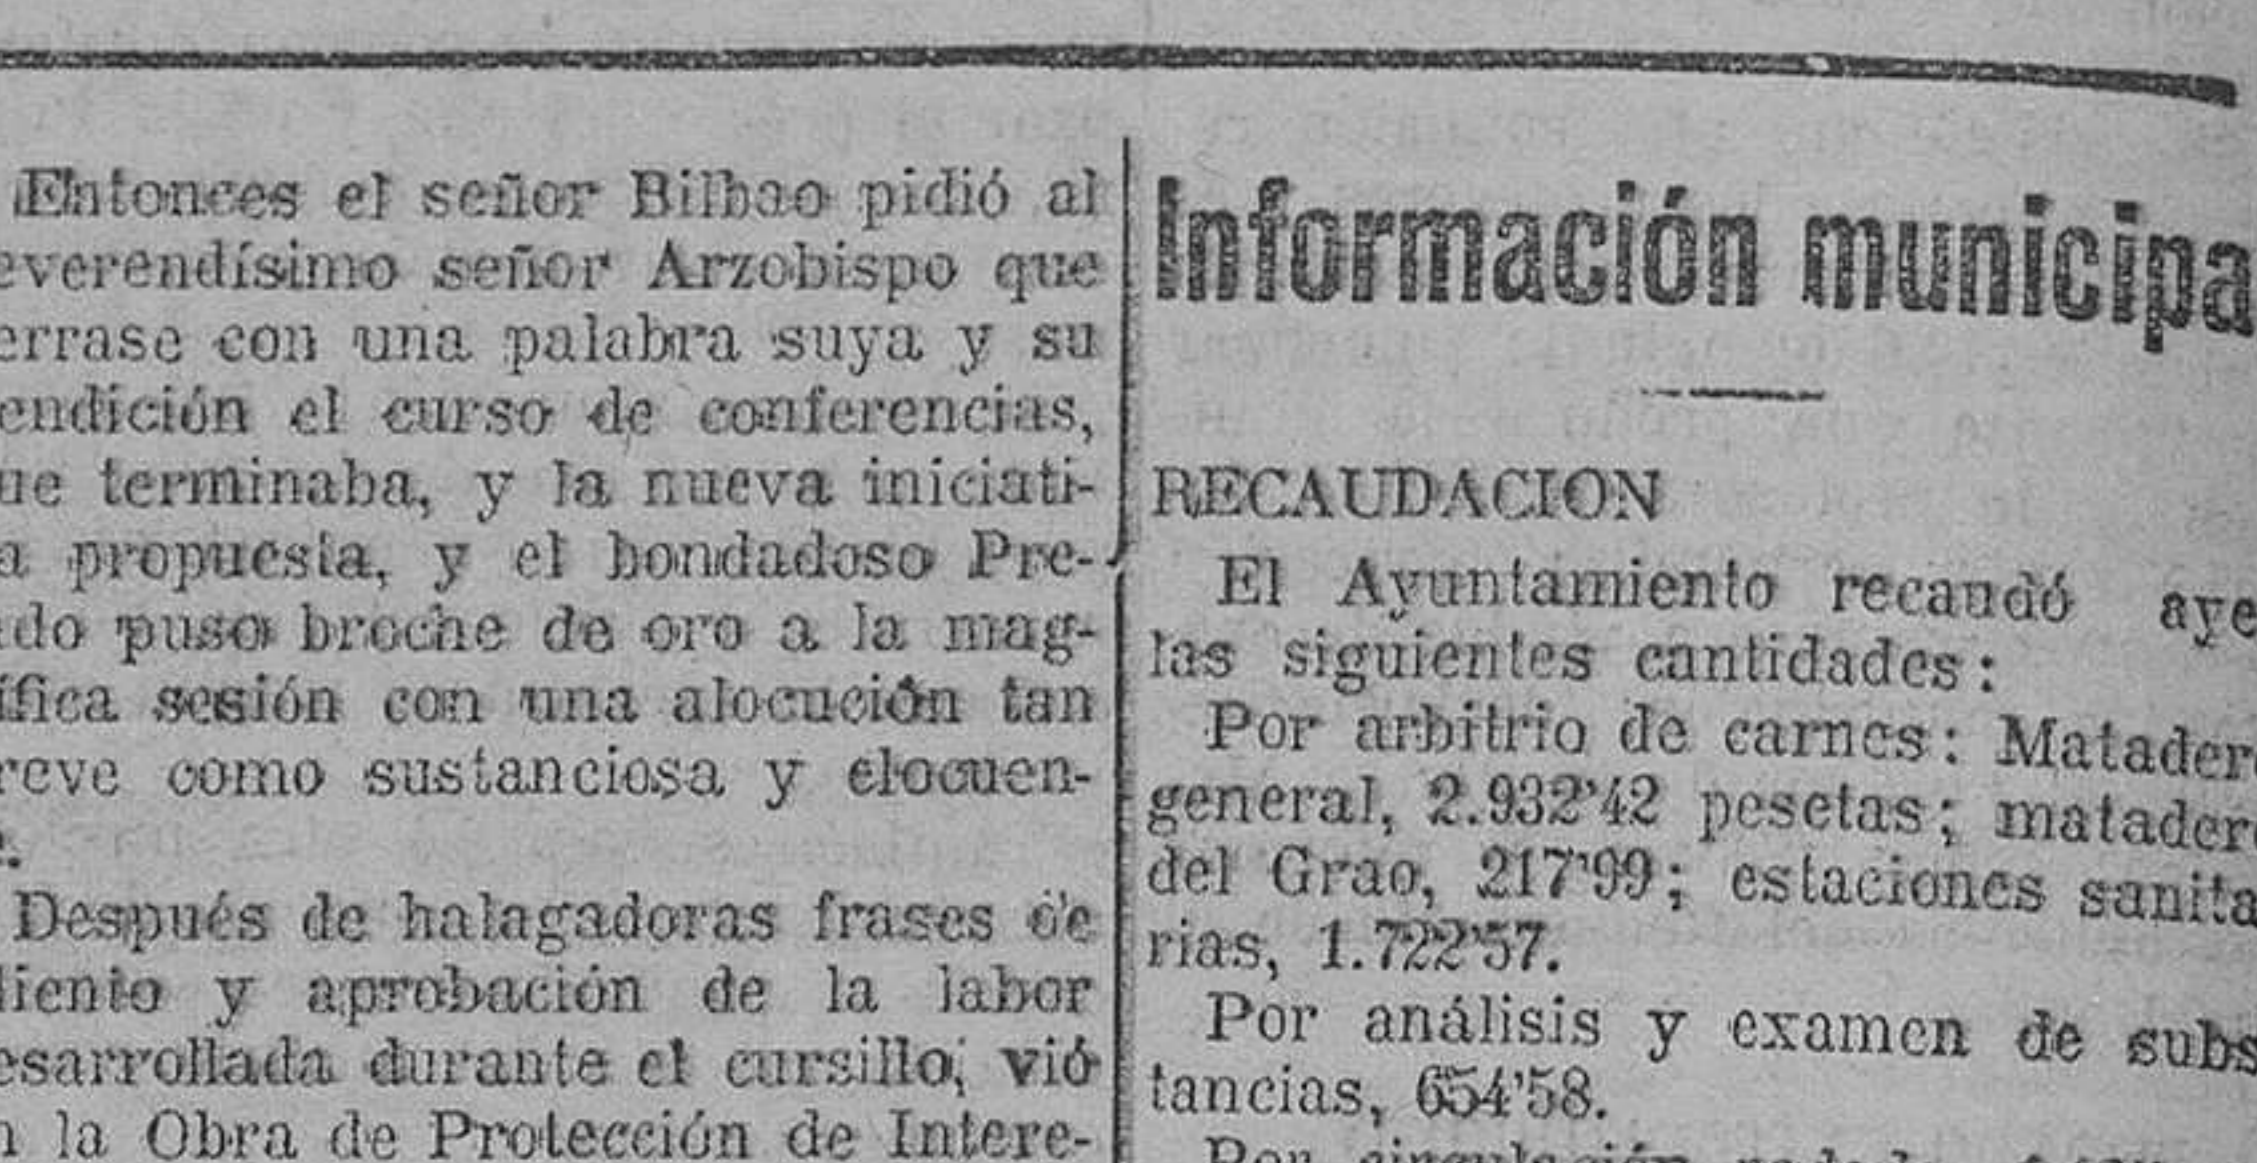 Entonces el señor Bilbao pidió al
everendísimo señor Arzobispo que
errase con una palabra suya y su
endición el curso de conferencias,
ue terminaba, y la nueva iniciati-
a propuesta, y el bondadoso Pre-
do puso broche de oro a la mag-
ífica sesión con una alocución tan
reve como sustanciosa y elocuen-
e.
Después de halagadoras frases de
liento y aprobación de la labor
esarrollada durante el cursillo, vió
n la Obra de Protección de Intere-
Información municipa
RECAUDACION
El Ayuntamiento recaudó aye
las siguientes cantidades:
Por arbitrio de carnes: Matadero
general, 2.932'42 pesetas; matadero
del Grao, 217'99; estaciones sanita
rias, 1.722'57.
Por análisis y examen de subs
tancias, 654'58.
Por circulación rodada,